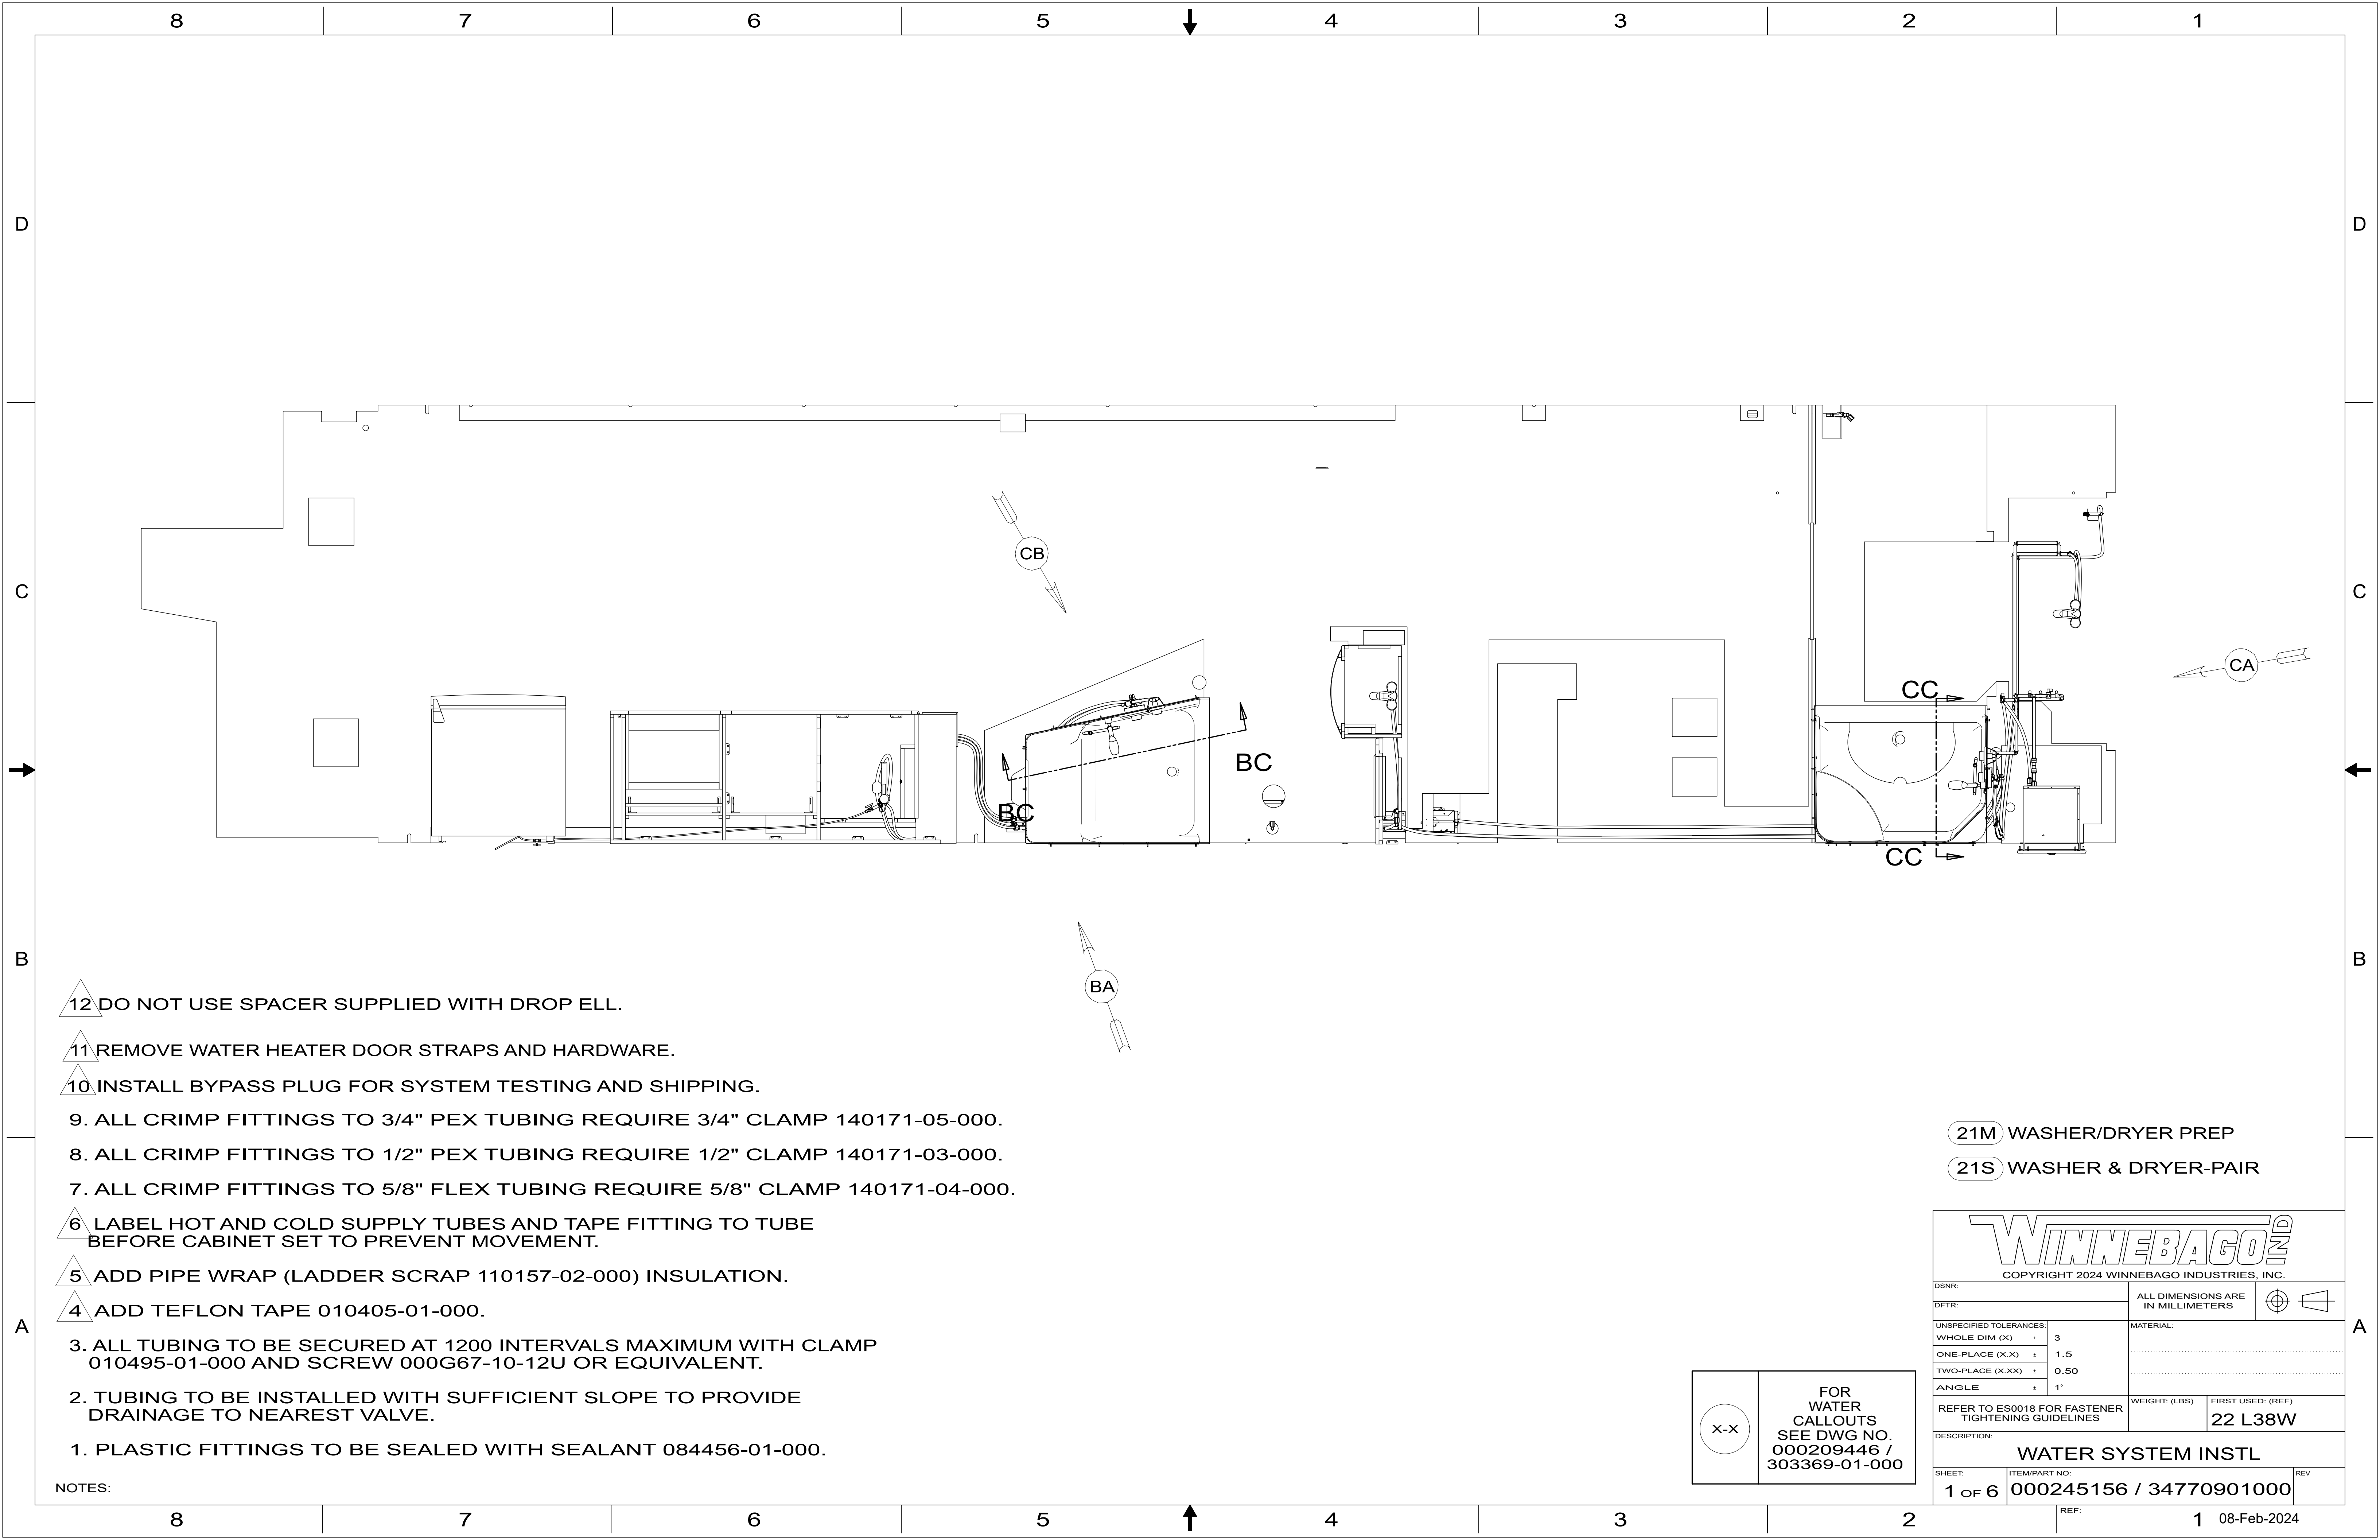 8 7 6 5 4 3 2 1
D D
CB
C C
CA
CC
BC
BC
CC
B B
BA
12 DO NOT USE SPACER SUPPLIED WITH DROP ELL.
11 REMOVE WATER HEATER DOOR STRAPS AND HARDWARE.
10 INSTALL BYPASS PLUG FOR SYSTEM TESTING AND SHIPPING.
9. ALL CRIMP FITTINGS TO 3/4" PEX TUBING REQUIRE 3/4" CLAMP 140171-05-000.
8. ALL CRIMP FITTINGS TO 1/2" PEX TUBING REQUIRE 1/2" CLAMP 140171-03-000.
7. ALL CRIMP FITTINGS TO 5/8" FLEX TUBING REQUIRE 5/8" CLAMP 140171-04-000.
6 LABEL HOT AND COLD SUPPLY TUBES AND TAPE FITTING TO TUBE
BEFORE CABINET SET TO PREVENT MOVEMENT.
5 ADD PIPE WRAP (LADDER SCRAP 110157-02-000) INSULATION.
4 ADD TEFLON TAPE 010405-01-000.
3. ALL TUBING TO BE SECURED AT 1200 INTERVALS MAXIMUM WITH CLAMP
010495-01-000 AND SCREW 000G67-10-12U OR EQUIVALENT.
2. TUBING TO BE INSTALLED WITH SUFFICIENT SLOPE TO PROVIDE
DRAINAGE TO NEAREST VALVE.
1. PLASTIC FITTINGS TO BE SEALED WITH SEALANT 084456-01-000.
NOTES:
21M WASHER/DRYER PREP
21S WASHER & DRYER-PAIR
A A
X-X
FOR
WATER
CALLOUTS
SEE DWG NO.
000209446 /
303369-01-000
WINNEBAGO IND
COPYRIGHT 2024 WINNEBAGO INDUSTRIES, INC.
DSNR:
DFTR:
ALL DIMENSIONS ARE
IN MILLIMETERS
UNSPECIFIED TOLERANCES:
WHOLE DIM (X) ± 3
ONE-PLACE (X.X) ± 1.5
TWO-PLACE (X.XX) ± 0.50
ANGLE ± 1°
MATERIAL:
REFER TO ES0018 FOR FASTENER
TIGHTENING GUIDELINES
WEIGHT: (LBS)
FIRST USED: (REF)
22 L38W
DESCRIPTION:
WATER SYSTEM INSTL
SHEET:
1 OF 6
ITEM/PART NO:
000245156 / 34770901000
REV
REF:
08-Feb-2024
8 7 6 5 4 3 2 1